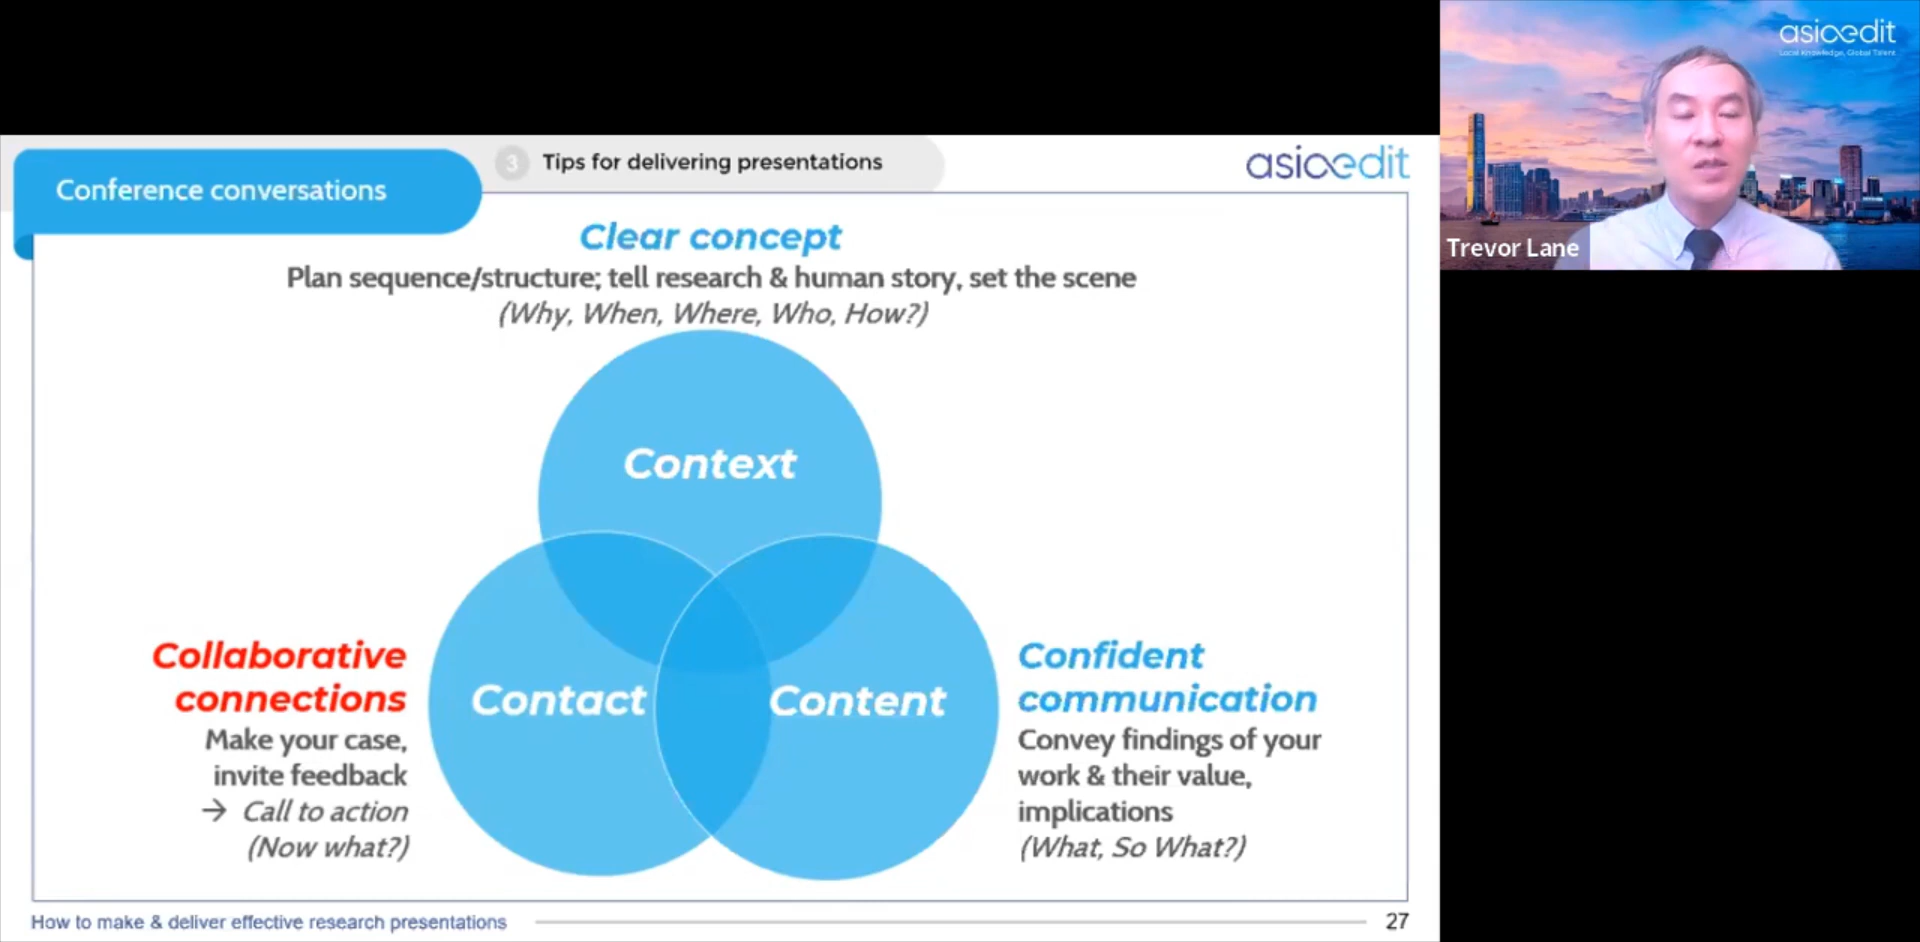 Conference conversations
3 Tips for delivering presentations
asiaedit
Clear concept
Plan sequence/structure; tell research & human story, set the scene
(Why, When, Where, Who, How?)
Context
Contact
Content
Collaborative
connections
Make your case,
invite feedback
→ Call to action
(Now what?)
Confident
communication
Convey findings of your
work & their value,
implications
(What, So What?)
How to make & deliver effective research presentations
27
asiaedit
Local Knowledge, Global Talent
Trevor Lane